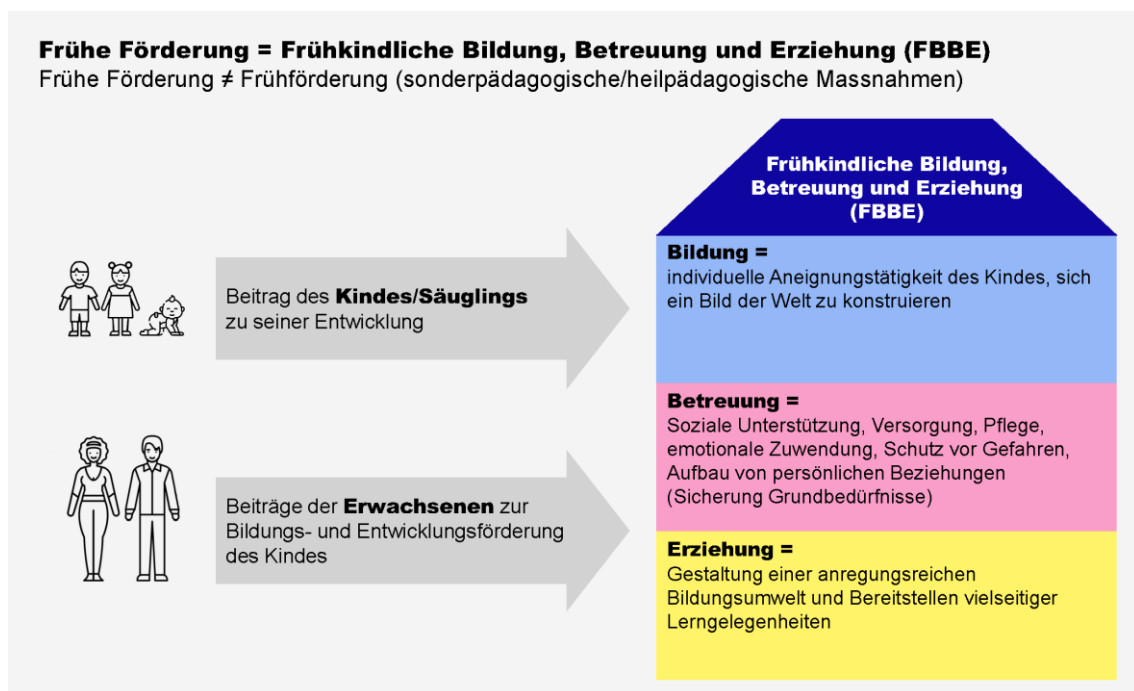 Frühe Förderung = Frühkindliche Bildung, Betreuung und Erziehung (FBBE)
Frühe Förderung ≠ Frühförderung (sonderpädagogische/heilpädagogische Massnahmen)
Beitrag des Kindes/Säuglings
zu seiner Entwicklung
Beiträge der Erwachsenen zur
Bildungs- und Entwicklungsförderung
des Kindes
Frühkindliche Bildung,
Betreuung und Erziehung
(FBBE)
Bildung =
individuelle Aneignungstätigkeit des Kindes, sich
ein Bild der Welt zu konstruieren
Betreuung =
Soziale Unterstützung, Versorgung, Pflege,
emotionale Zuwendung, Schutz vor Gefahren,
Aufbau von persönlichen Beziehungen
(Sicherung Grundbedürfnisse)
Erziehung =
Gestaltung einer anregungsreichen
Bildungsumwelt und Bereitstellen vielseitiger
Lerngelegenheiten